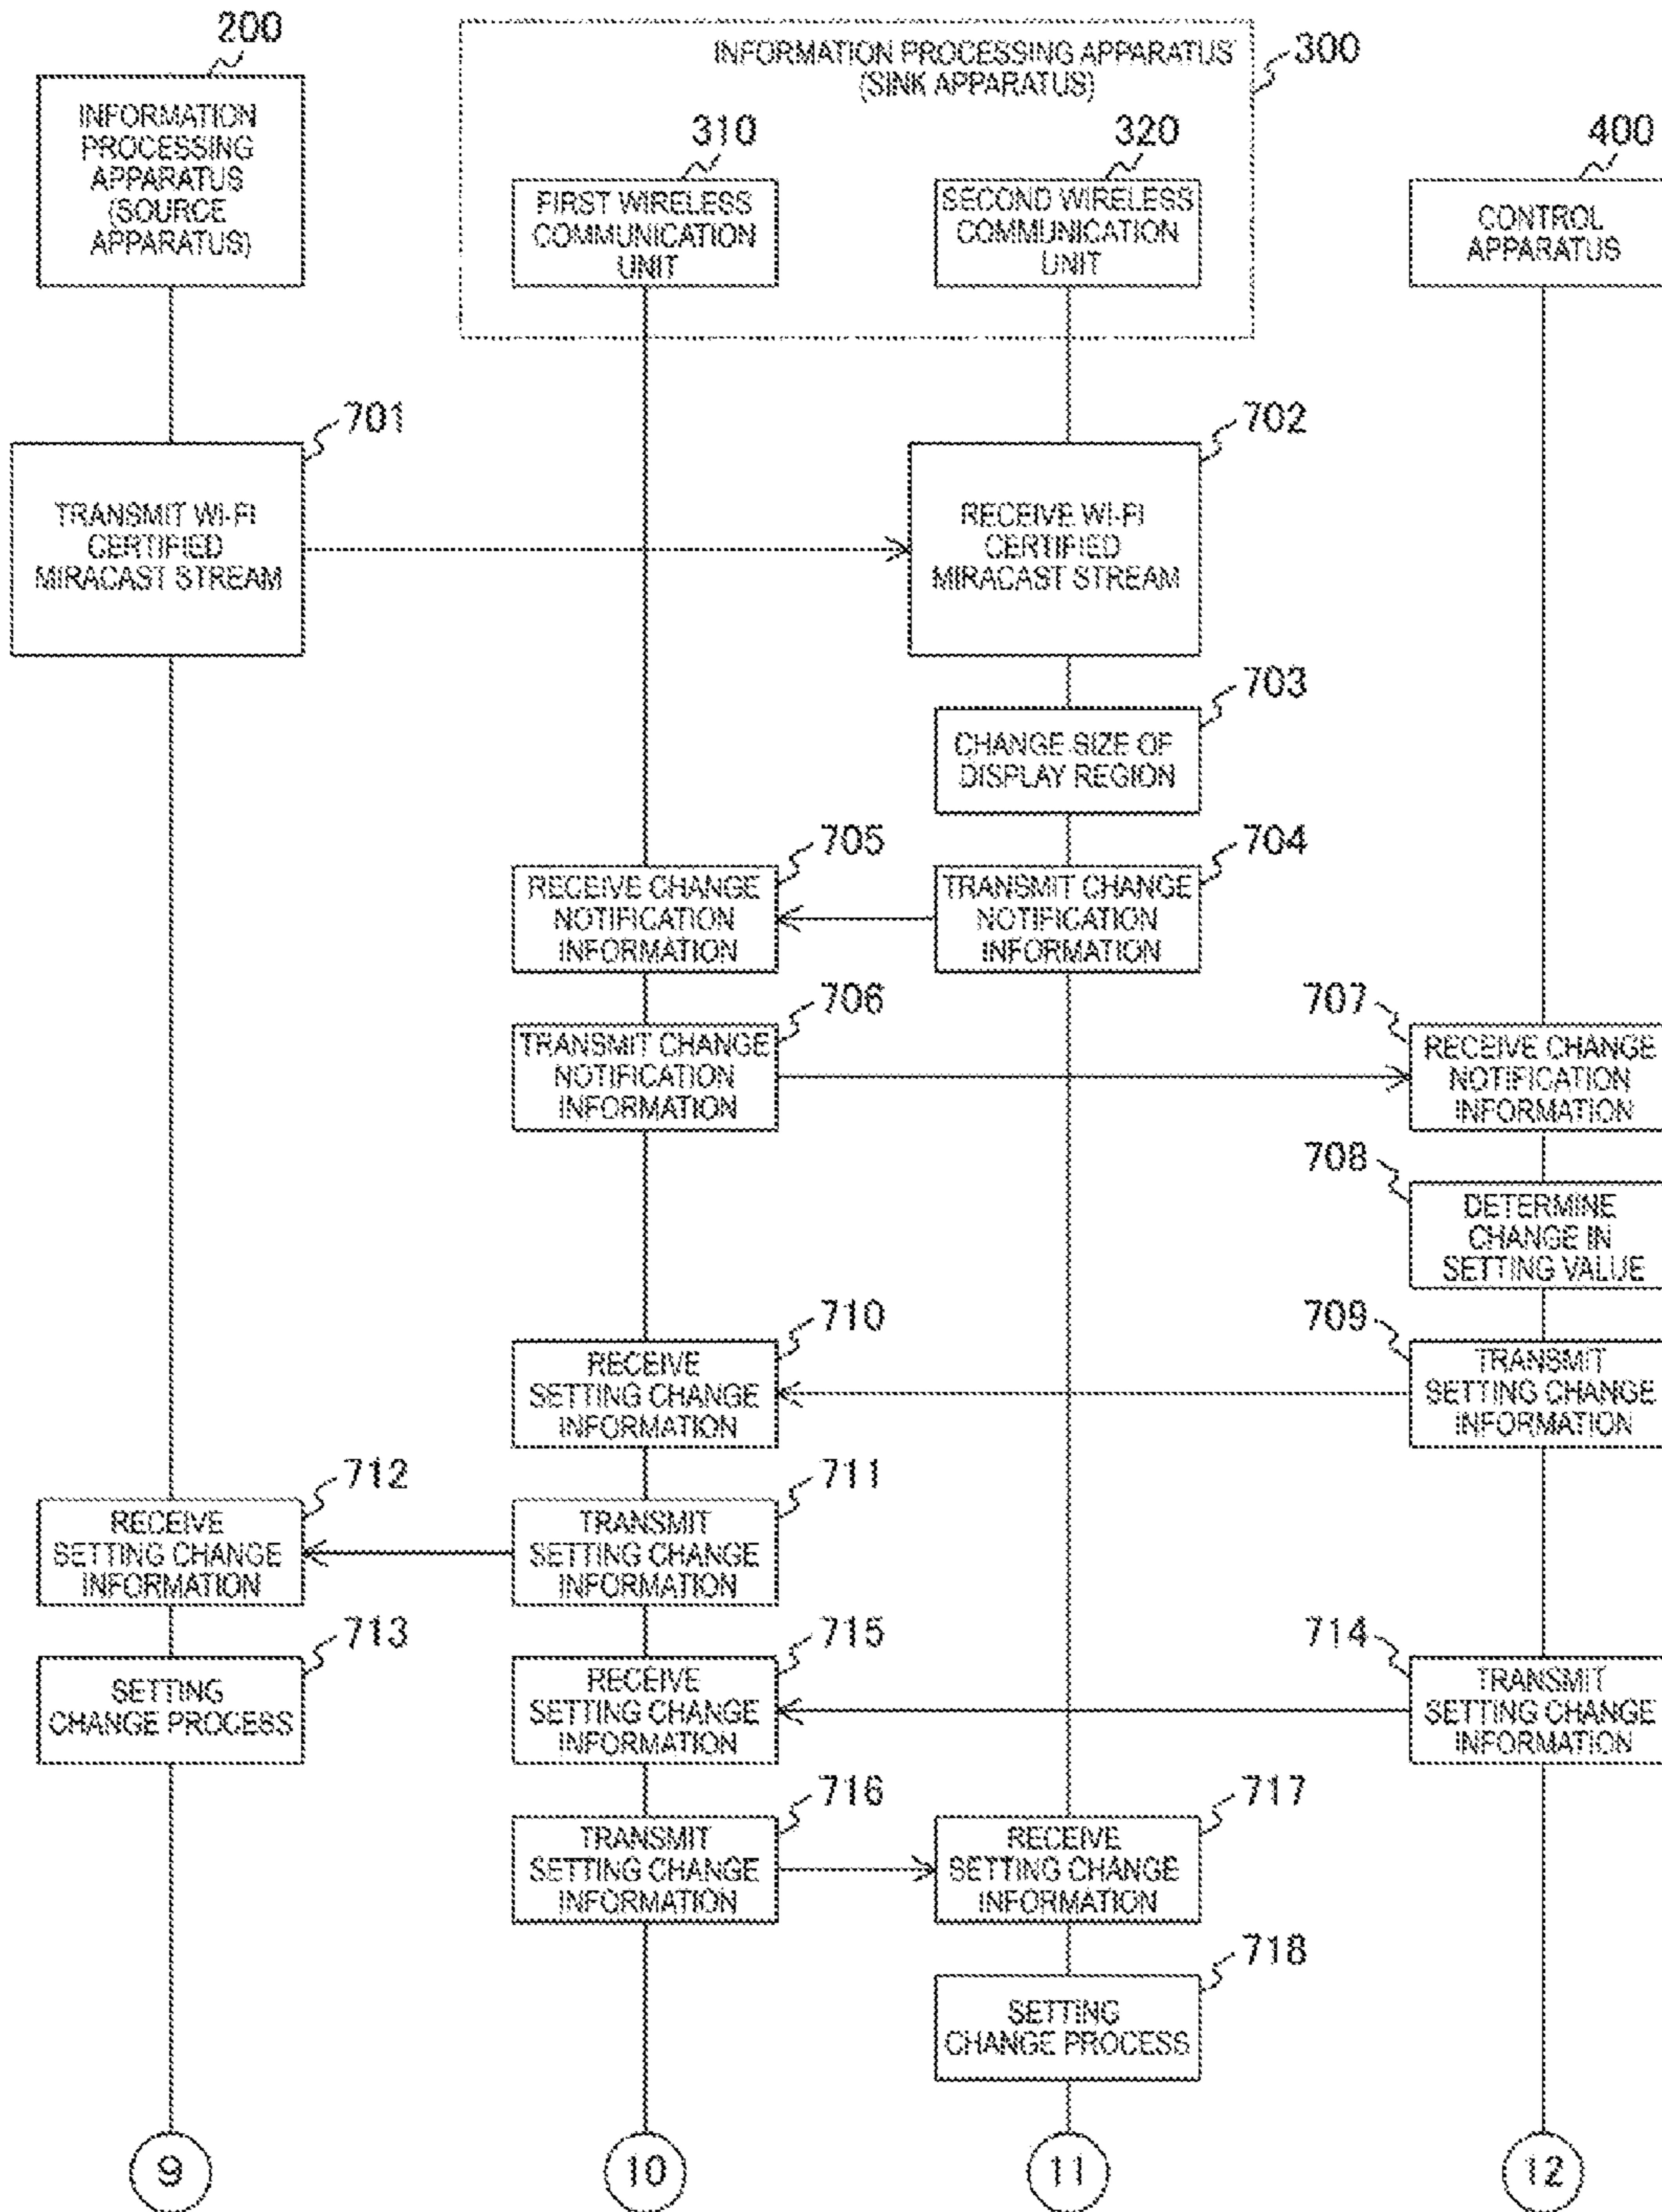 200
INFORMATION
PROCESSING
APPARATUS
(SOURCE
APPARATUS)
INFORMATION PROCESSING APPARATUS
(SINK APPARATUS)
300
310
FIRST WIRELESS
COMMUNICATION
UNIT
320
SECOND WIRELESS
COMMUNICATION
UNIT
400
CONTROL
APPARATUS
701
TRANSMIT WI-FI
CERTIFIED
MIRACAST STREAM
702
RECEIVE WI-FI
CERTIFIED
MIRACAST STREAM
703
CHANGE SIZE OF
DISPLAY REGION
705
RECEIVE CHANGE
NOTIFICATION
INFORMATION
704
TRANSMIT CHANGE
NOTIFICATION
INFORMATION
706
TRANSMIT CHANGE
NOTIFICATION
INFORMATION
707
RECEIVE CHANGE
NOTIFICATION
INFORMATION
708
DETERMINE
CHANGE IN
SETTING VALUE
710
RECEIVE
SETTING CHANGE
INFORMATION
709
TRANSMIT
SETTING CHANGE
INFORMATION
712
RECEIVE
SETTING CHANGE
INFORMATION
711
TRANSMIT
SETTING CHANGE
INFORMATION
713
SETTING
CHANGE PROCESS
715
RECEIVE
SETTING CHANGE
INFORMATION
714
TRANSMIT
SETTING CHANGE
INFORMATION
716
TRANSMIT
SETTING CHANGE
INFORMATION
717
RECEIVE
SETTING CHANGE
INFORMATION
718
SETTING
CHANGE PROCESS
9
10
11
12